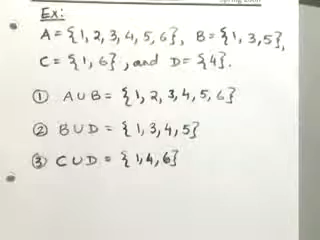 Ex:
A = {1, 2, 3, 4, 5, 6}, B = {1, 3, 5},
C = {1, 6}, and D = {4}.
① A ∪ B = {1, 2, 3, 4, 5, 6}
② B ∪ D = {1, 3, 4, 5}
③ C ∪ D = {1, 4, 6}